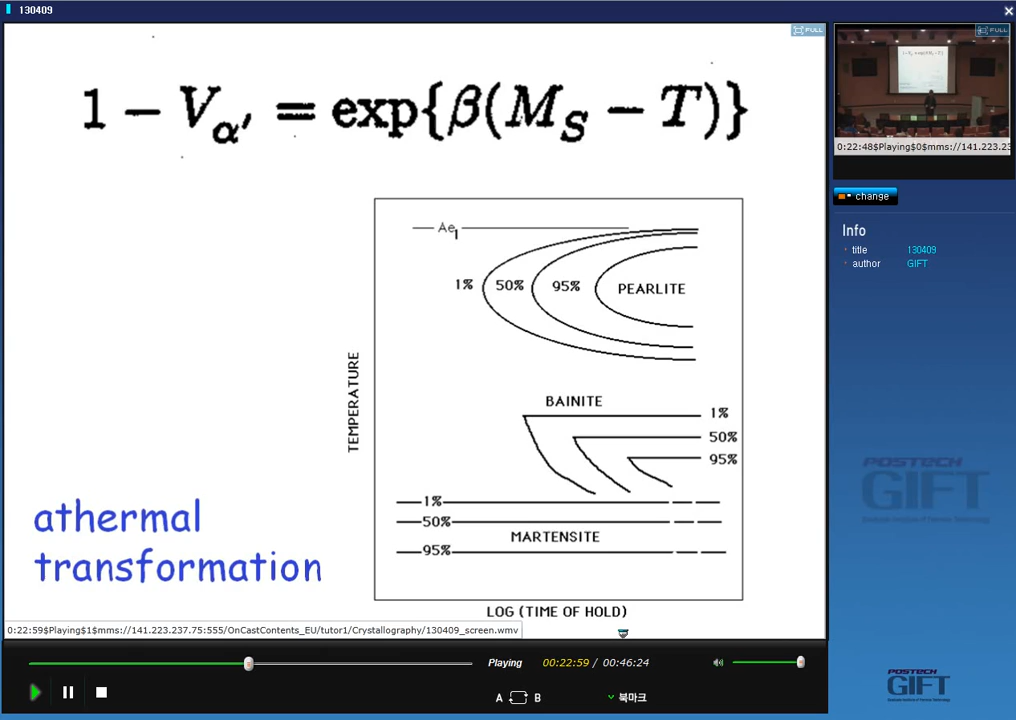 130409
FULL
1 − V_α′ = exp{β(M_S − T)}
Ae1
1% 50% 95% PEARLITE
TEMPERATURE
BAINITE
1%
50%
95%
1%
50%
MARTENSITE
95%
LOG (TIME OF HOLD)
athermal
transformation
0:22:59$Playing$1$mms://141.223.237.75:555/OnCastContents_EU/tutor1/Crystallography/130409_screen.wmv
Playing
00:22:59 / 00:46:24
A B
북마크
FULL
0:22:48$Playing$0$mms://141.223.23
change
Info
title 130409
author GIFT
POSTECH
GIFT
POSTECH
GIFT